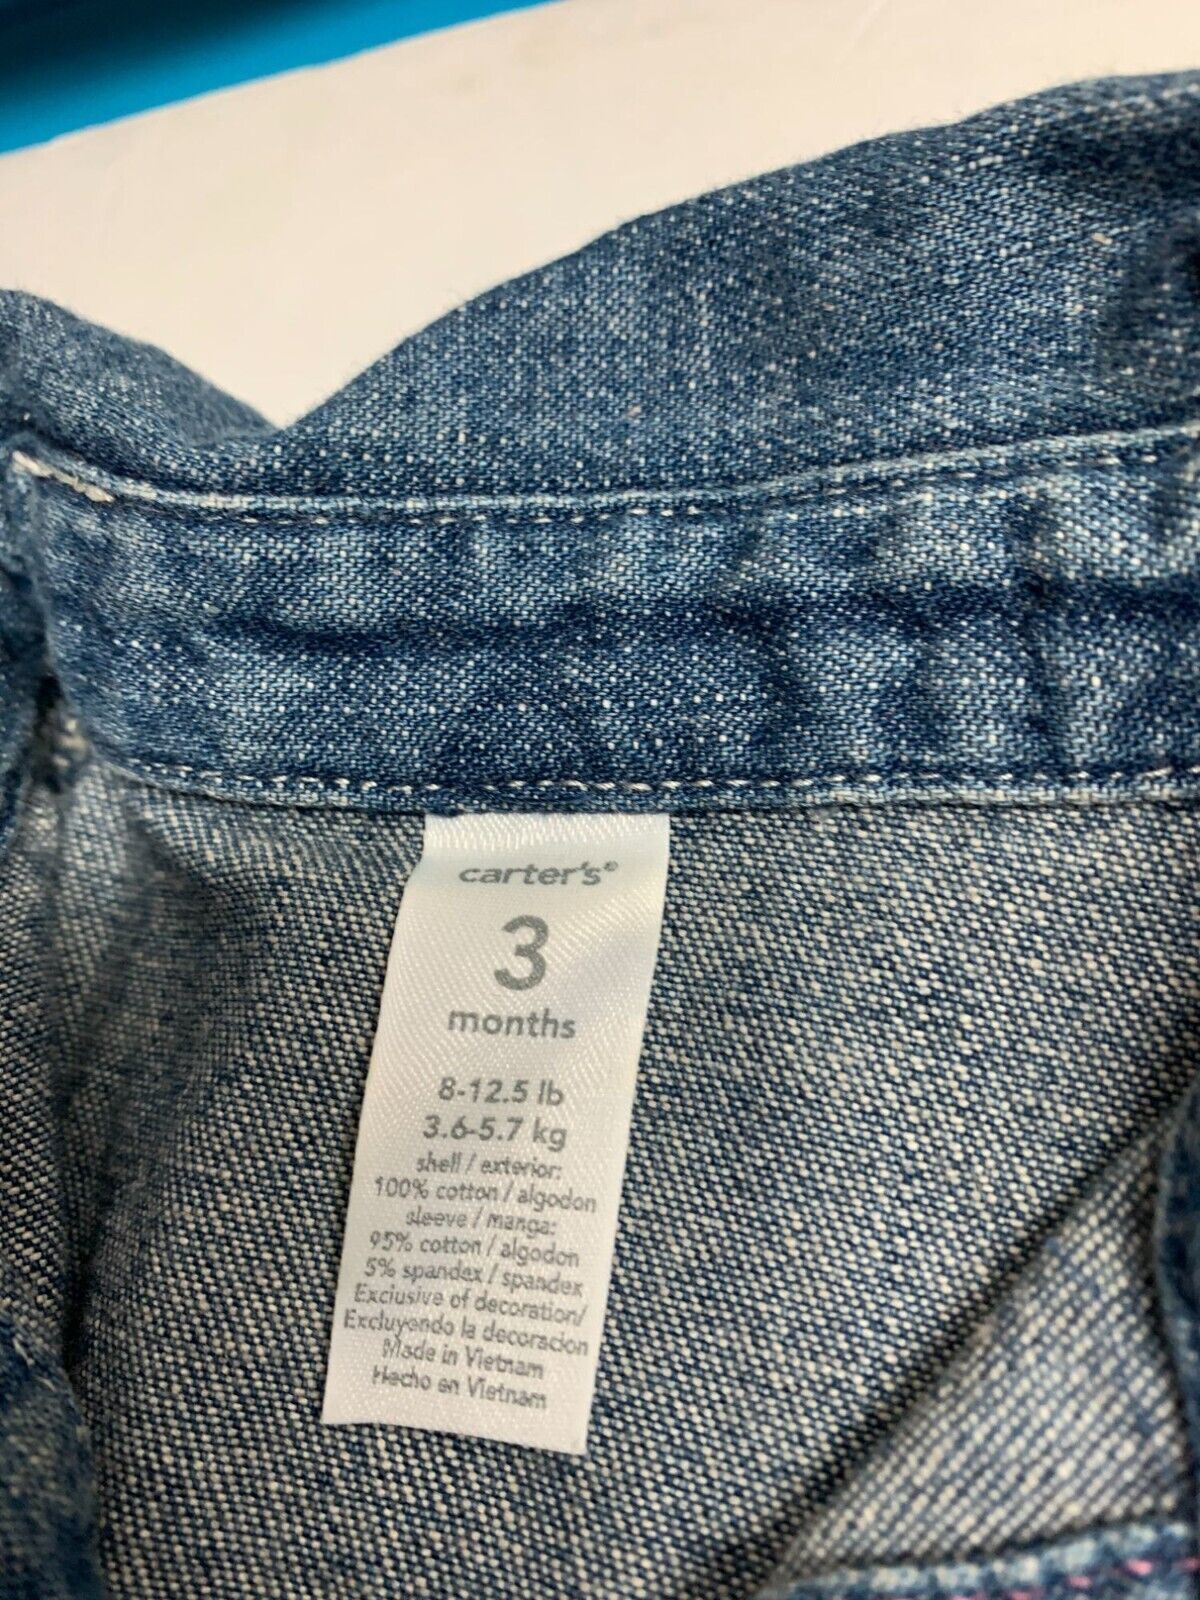 carter's®
3
months
8-12.5 lb
3.6-5.7 kg
shell / exterior:
100% cotton / algodon
sleeve / manga:
95% cotton / algodon
5% spandex / spandex
Exclusive of decoration/
Excluyendo la decoracion
Made in Vietnam
Hecho en Vietnam